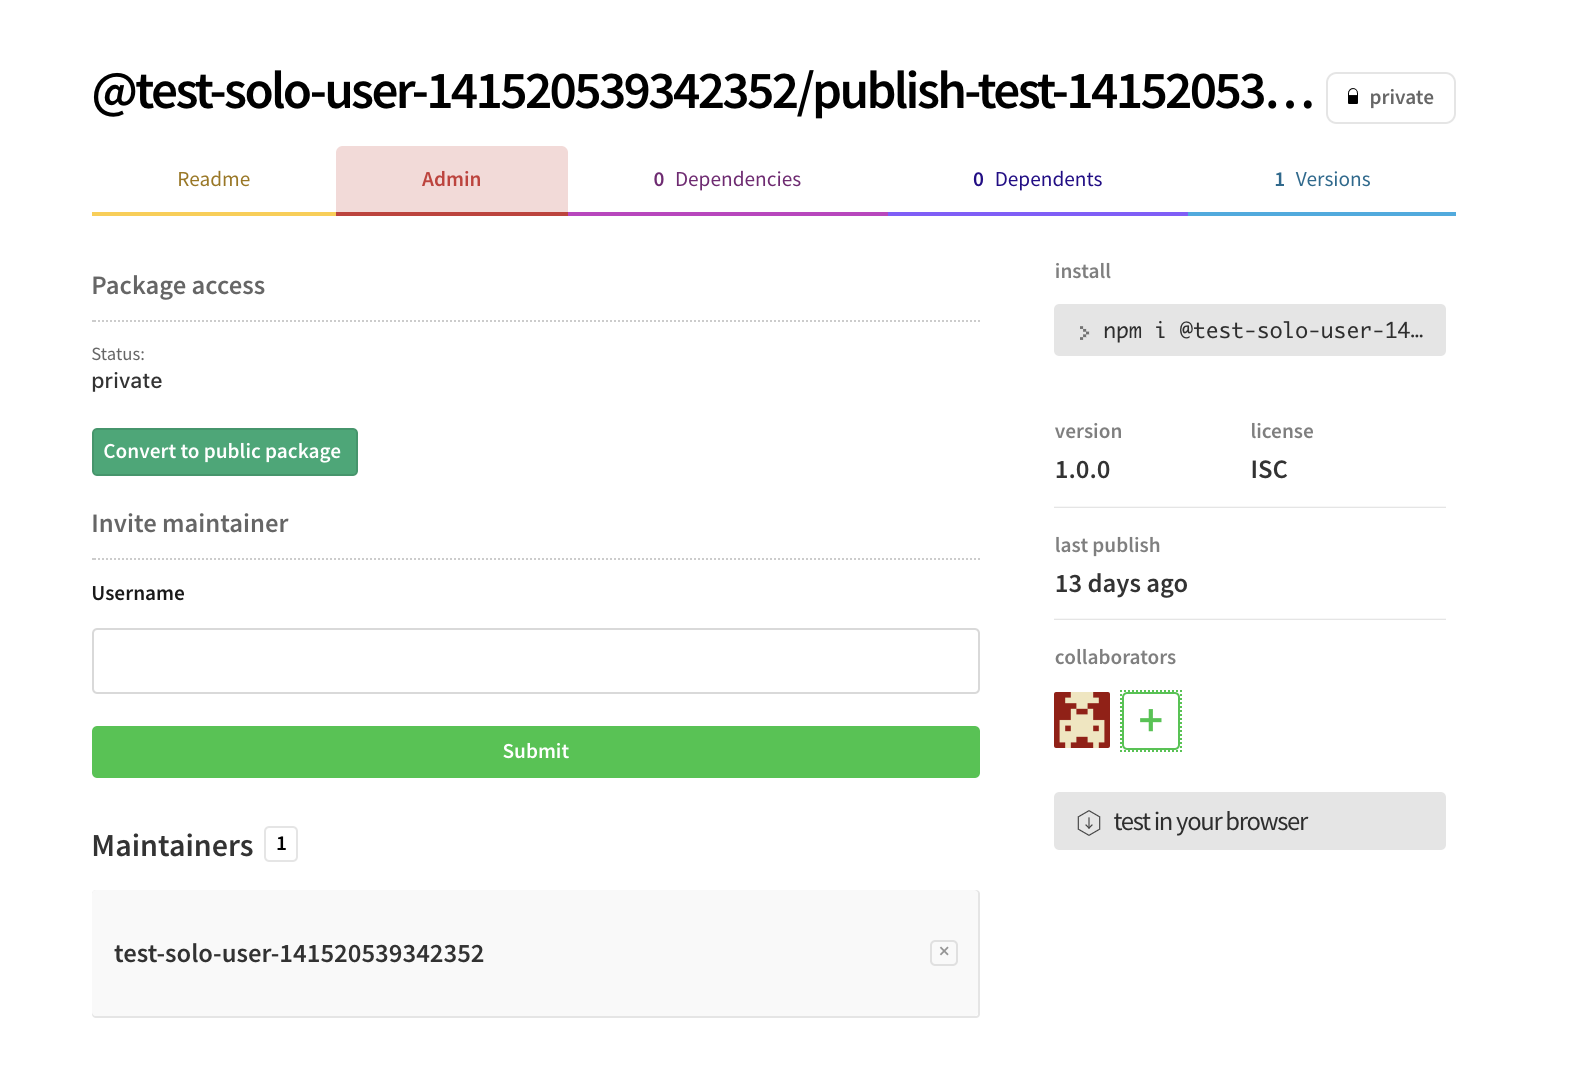 @test-solo-user-141520539342352/publish-test-14152053...
private
Readme
Admin
0 Dependencies
0 Dependents
1 Versions
Package access
Status:
private
Convert to public package
Invite maintainer
Username
Submit
Maintainers 1
test-solo-user-141520539342352
×
install
> npm i @test-solo-user-14...
version
license
1.0.0
ISC
last publish
13 days ago
collaborators
+
test in your browser